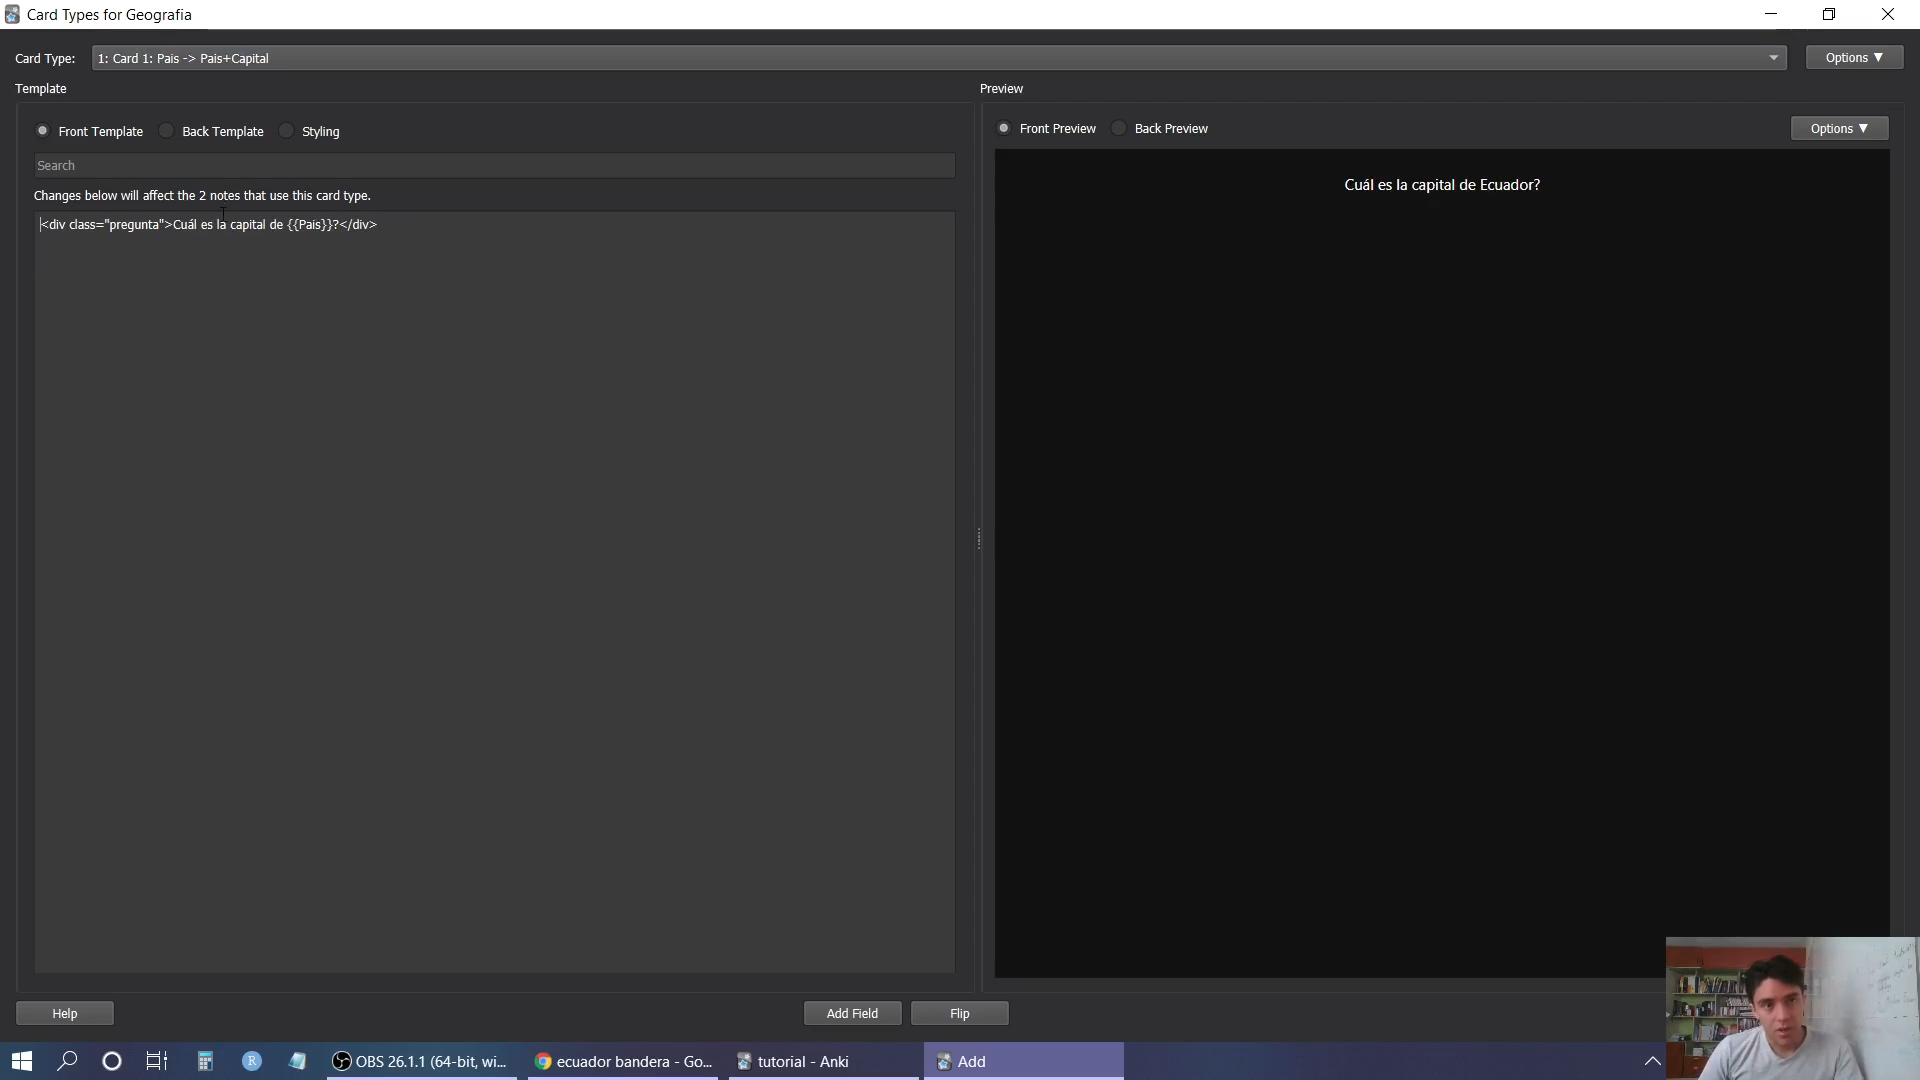 Card Types for Geografia
Card Type: 1: Card 1: Pais -> Pais+Capital Options ▼
Template Preview
Front Template Back Template Styling
Front Preview Back Preview Options ▼
Search
Changes below will affect the 2 notes that use this card type.
<div class="pregunta">Cuál es la capital de {{Pais}}?</div>
Cuál es la capital de Ecuador?
Help Add Field Flip
R OBS 26.1.1 (64-bit, wi... ecuador bandera - Go... tutorial - Anki Add